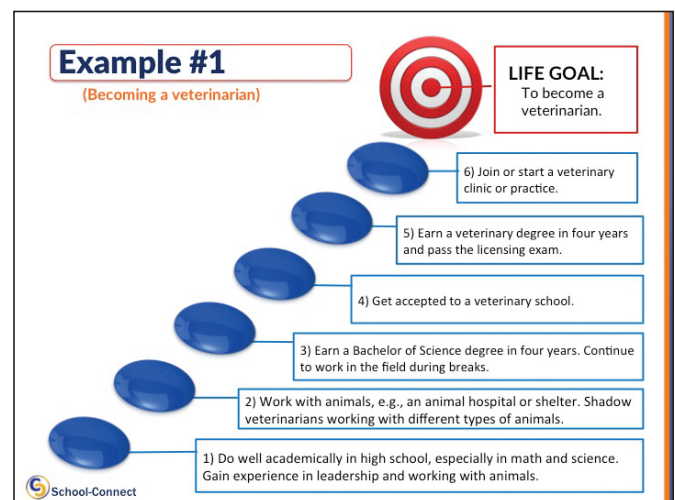 Example #1
(Becoming a veterinarian)
LIFE GOAL:
To become a
veterinarian.
6) Join or start a veterinary
clinic or practice.
5) Earn a veterinary degree in four years
and pass the licensing exam.
4) Get accepted to a veterinary school.
3) Earn a Bachelor of Science degree in four years. Continue
to work in the field during breaks.
2) Work with animals, e.g., an animal hospital or shelter. Shadow
veterinarians working with different types of animals.
1) Do well academically in high school, especially in math and science.
Gain experience in leadership and working with animals.
School-Connect